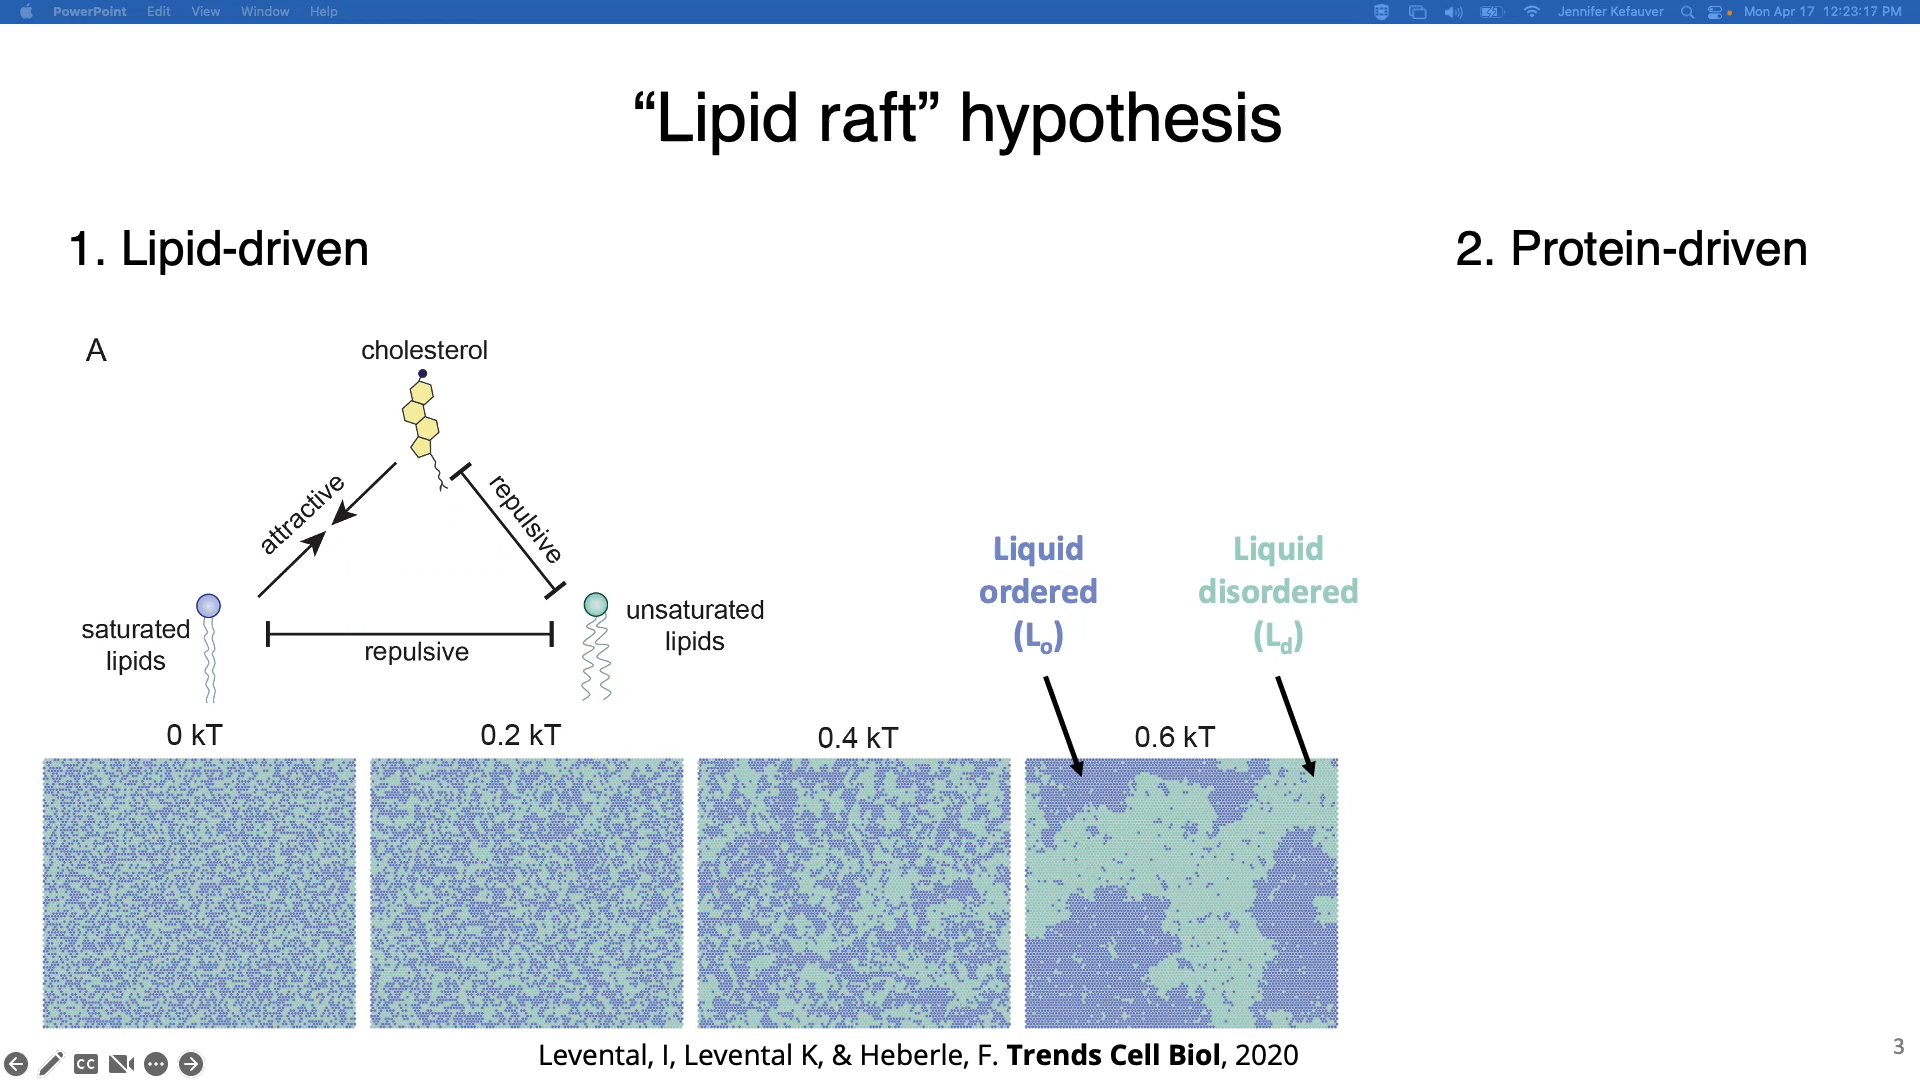 PowerPoint Edit View Window Help Jennifer Kefauver Mon Apr 17 12:23:17 PM
“Lipid raft” hypothesis
1. Lipid-driven
2. Protein-driven
A
cholesterol
attractive
repulsive
saturated
lipids
repulsive
unsaturated
lipids
Liquid
ordered
(Lo)
Liquid
disordered
(Ld)
0 kT
0.2 kT
0.4 kT
0.6 kT
Levental, I, Levental K, & Heberle, F. Trends Cell Biol, 2020
3
CC